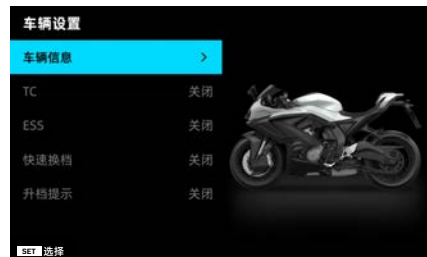 车辆设置
车辆信息 >
TC 关闭
ESS 关闭
快速换档 关闭
升档提示 关闭
SET 选择